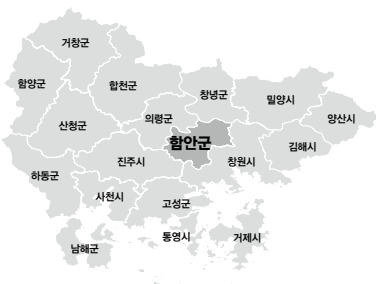 거창군
함양군
합천군
창녕군
밀양시
양산시
산청군
의령군
함안군
김해시
진주시
창원시
하동군
사천시
고성군
통영시
거제시
남해군